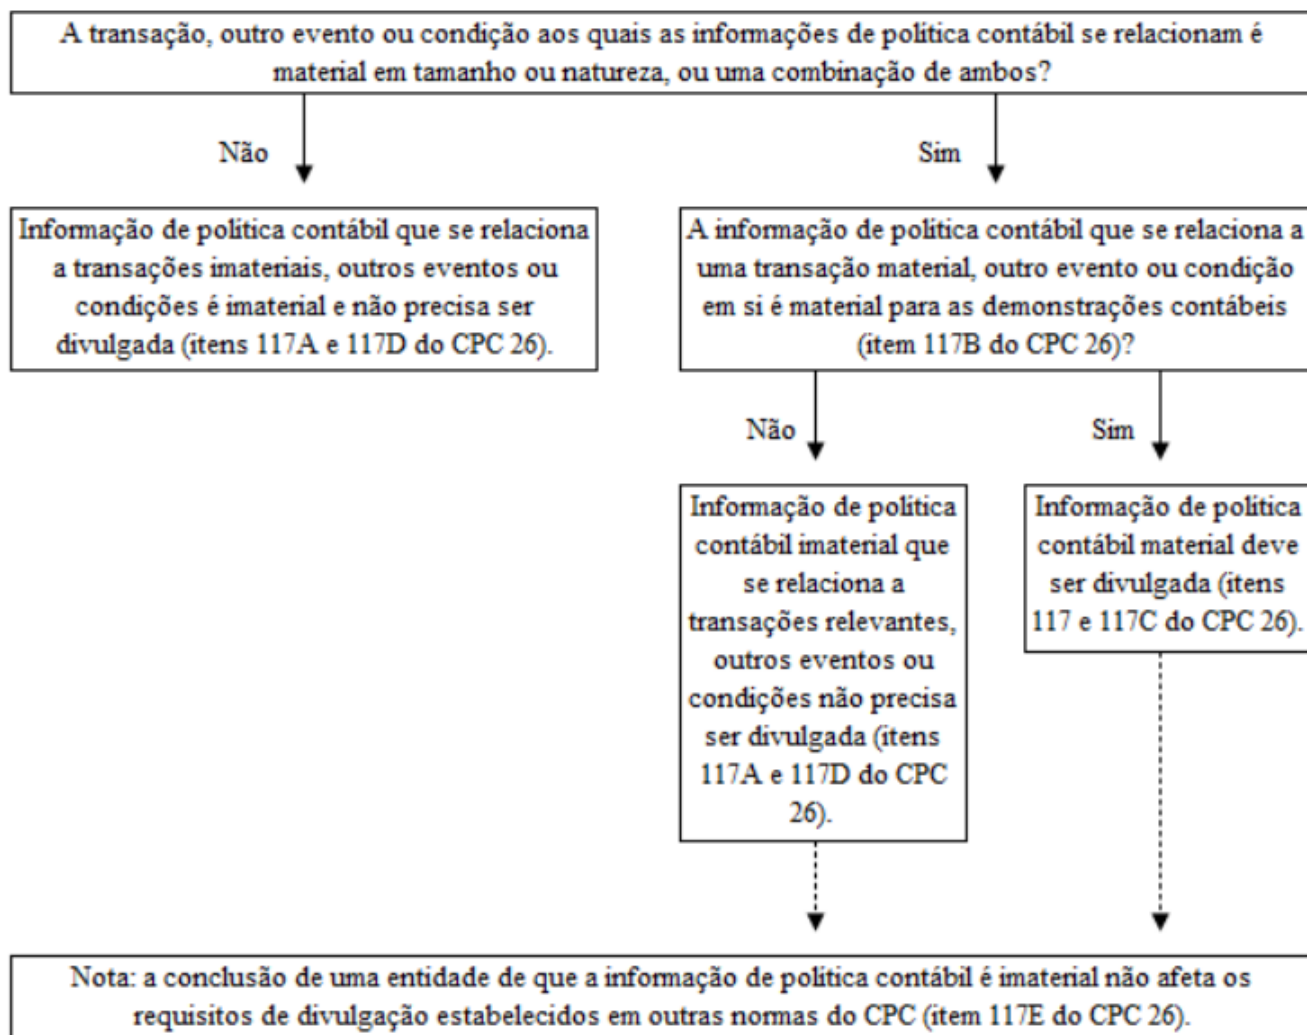 A transação, outro evento ou condição aos quais as informações de política contábil se relacionam é
material em tamanho ou natureza, ou uma combinação de ambos?
Não
Sim
Informação de política contábil que se relaciona
a transações imateriais, outros eventos ou
condições é imaterial e não precisa ser
divulgada (itens 117A e 117D do CPC 26).
A informação de política contábil que se relaciona a
uma transação material, outro evento ou condição
em si é material para as demonstrações contábeis
(item 117B do CPC 26)?
Não
Sim
Informação de política
contábil imaterial que
se relaciona a
transações relevantes,
outros eventos ou
condições não precisa
ser divulgada (itens
117A e 117D do CPC
26).
Informação de política
contábil material deve
ser divulgada (itens
117 e 117C do CPC 26).
Nota: a conclusão de uma entidade de que a informação de política contábil é imaterial não afeta os
requisitos de divulgação estabelecidos em outras normas do CPC (item 117E do CPC 26).